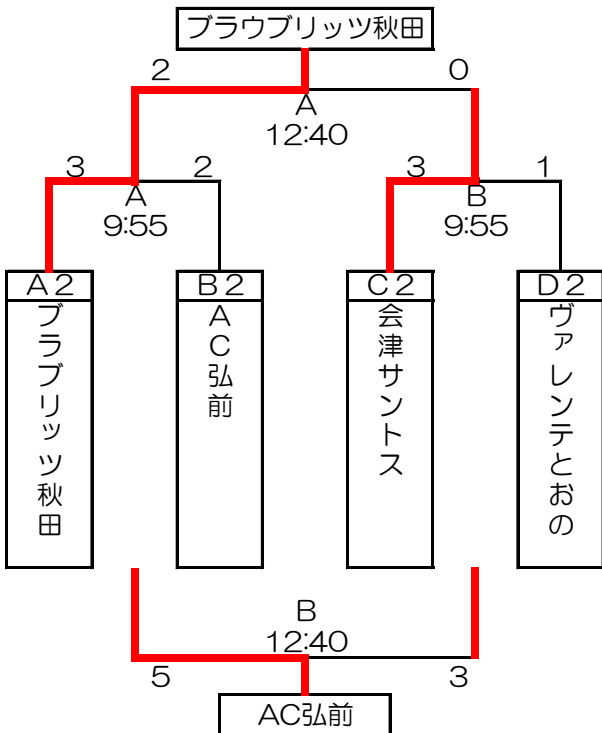 ブラウブリッツ秋田
2
0
A
12:40
3
2
3
1
A
9:55
B
9:55
A2
B2
C2
D2
ブラブリッツ秋田
AC弘前
会津サントス
ヴァレンテとおの
B
12:40
5
3
AC弘前